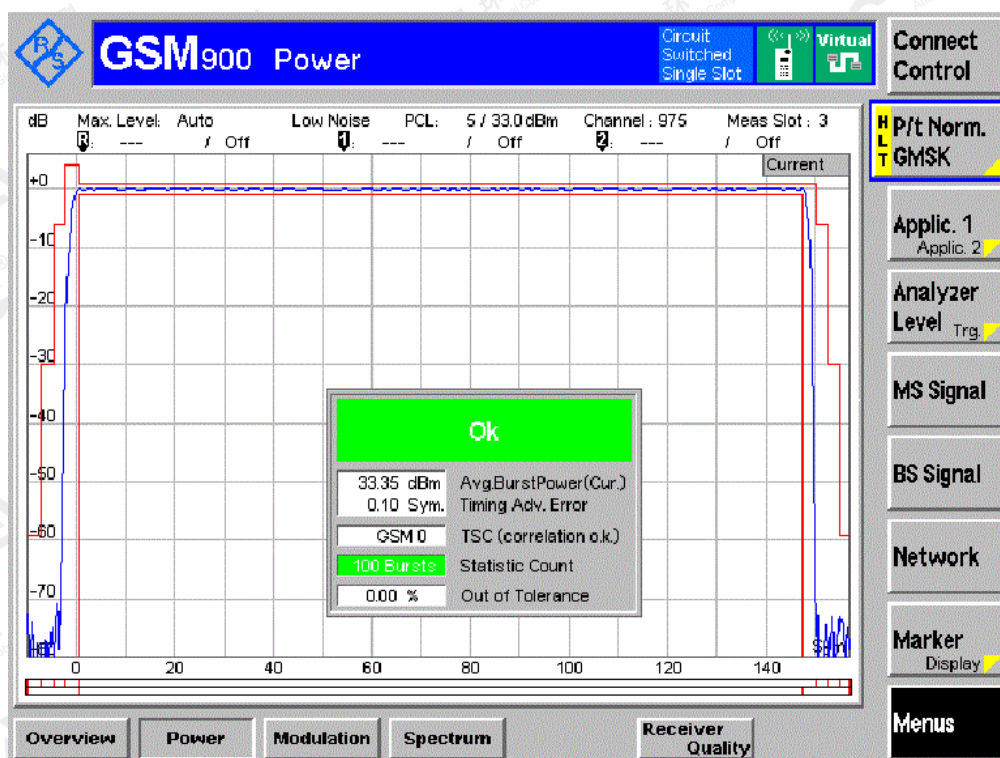 R/S
GSM900 Power
Circuit
Switched
Single Slot
Virtual
Connect
Control
dB Max. Level: Auto Low Noise PCL: 5 / 33.0 dBm Channel : 975 Meas Slot : 3
R: --- / Off 1: --- / Off 2: --- / Off
Current
HLT
P/t Norm.
GMSK
Applic. 1
Applic. 2
Analyzer
Level Trg.
MS Signal
BS Signal
Network
Marker
Display
Menus
+0
-10
-20
-30
-40
-50
-60
-70
Ok
33.35 dBm Avg.BurstPower(Cur.)
0.10 Sym. Timing Adv. Error
GSM 0 TSC (correlation o.k.)
100 Bursts Statistic Count
0.00 % Out of Tolerance
0 20 40 60 80 100 120 140
Overview Power Modulation Spectrum Receiver
Quality